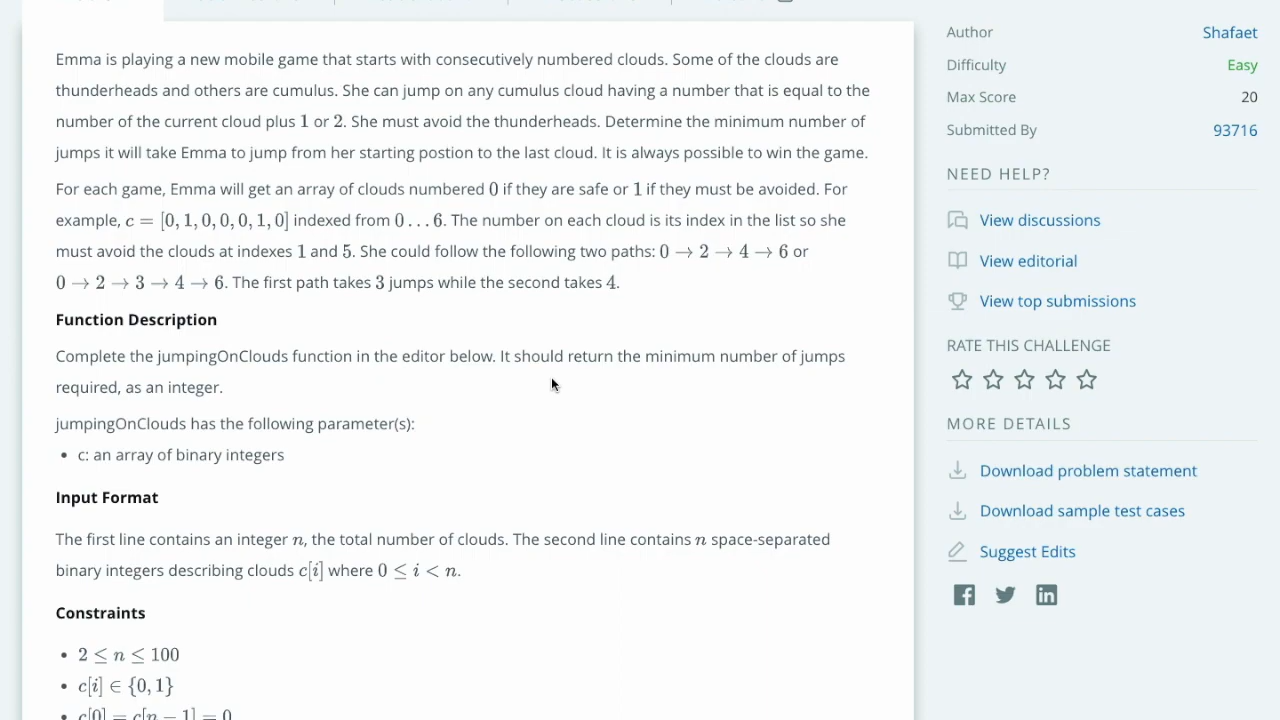 Emma is playing a new mobile game that starts with consecutively numbered clouds. Some of the clouds are
thunderheads and others are cumulus. She can jump on any cumulus cloud having a number that is equal to the
number of the current cloud plus 1 or 2. She must avoid the thunderheads. Determine the minimum number of
jumps it will take Emma to jump from her starting postion to the last cloud. It is always possible to win the game.
For each game, Emma will get an array of clouds numbered 0 if they are safe or 1 if they must be avoided. For
example, c = [0, 1, 0, 0, 0, 1, 0] indexed from 0 . . . 6. The number on each cloud is its index in the list so she
must avoid the clouds at indexes 1 and 5. She could follow the following two paths: 0 → 2 → 4 → 6 or
0 → 2 → 3 → 4 → 6. The first path takes 3 jumps while the second takes 4.
Function Description
Complete the jumpingOnClouds function in the editor below. It should return the minimum number of jumps
required, as an integer.
jumpingOnClouds has the following parameter(s):
• c: an array of binary integers
Input Format
The first line contains an integer n, the total number of clouds. The second line contains n space-separated
binary integers describing clouds c[i] where 0 ≤ i < n.
Constraints
• 2 ≤ n ≤ 100
• c[i] ∈ {0, 1}
• c[0] = c[n − 1] = 0
Author Shafaet
Difficulty Easy
Max Score 20
Submitted By 93716
NEED HELP?
View discussions
View editorial
View top submissions
RATE THIS CHALLENGE
MORE DETAILS
Download problem statement
Download sample test cases
Suggest Edits